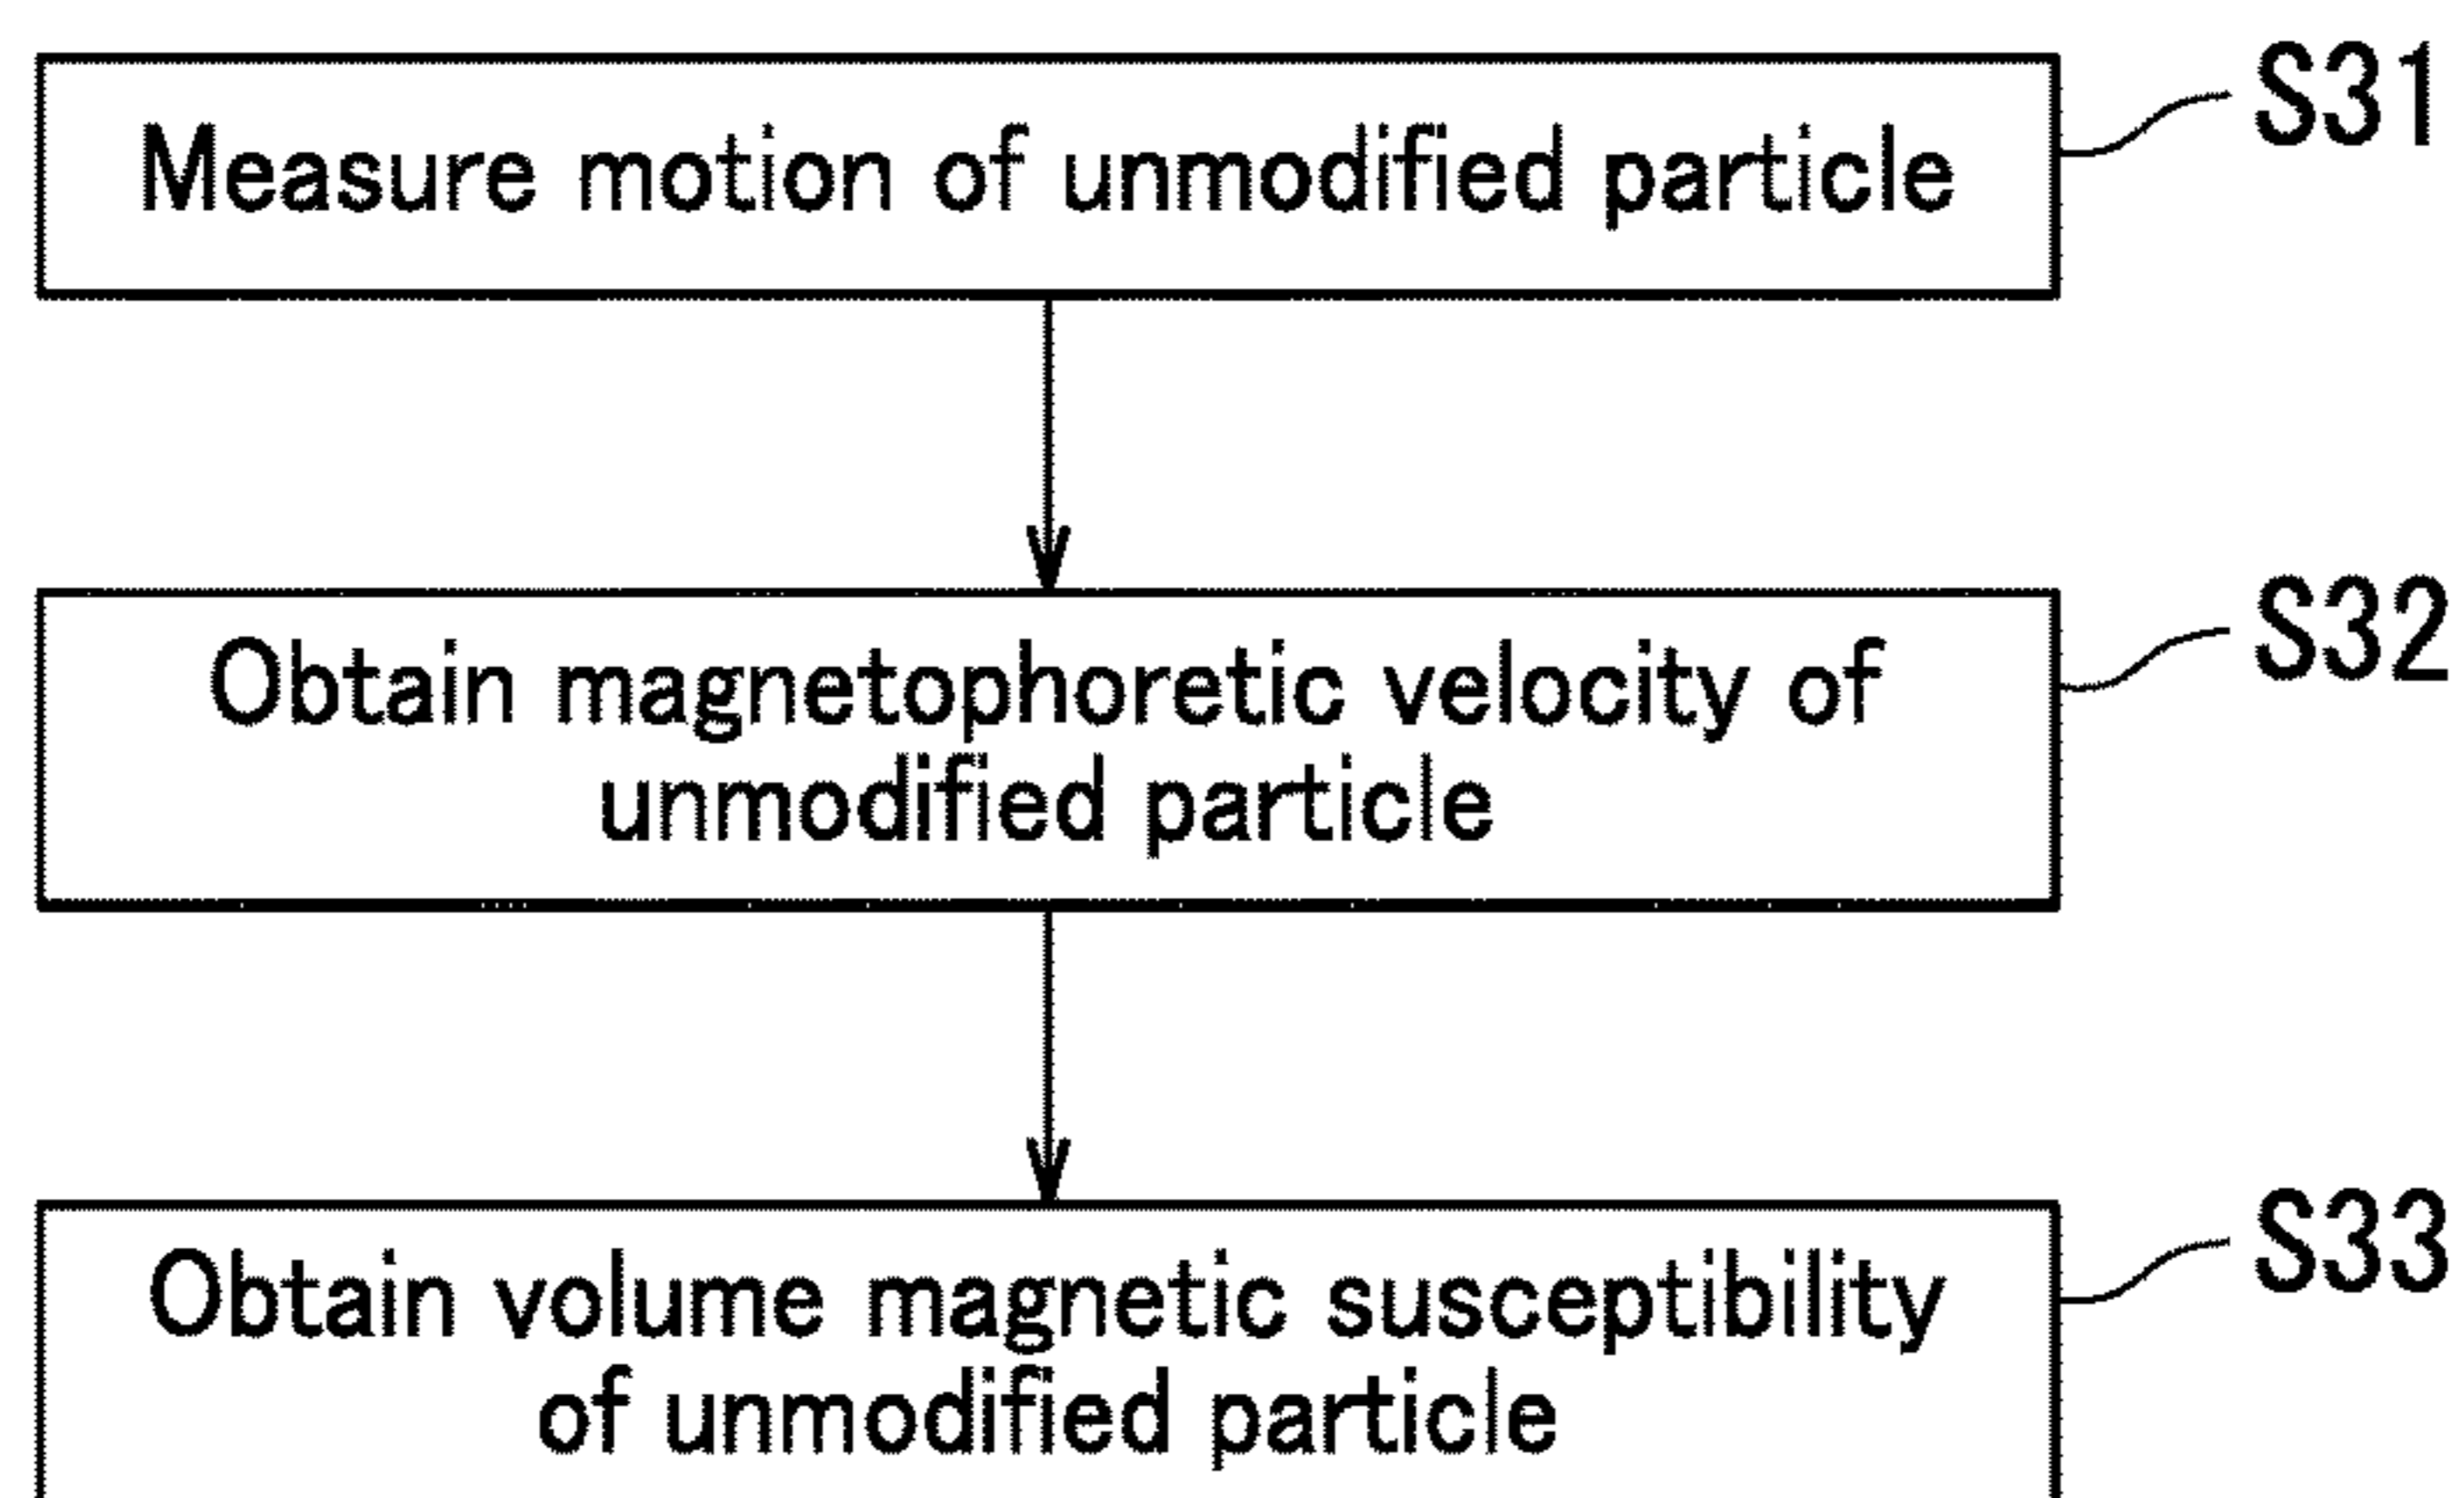 Measure motion of unmodified particle
S31
Obtain magnetophoretic velocity of
unmodified particle
S32
Obtain volume magnetic susceptibility
of unmodified particle
S33